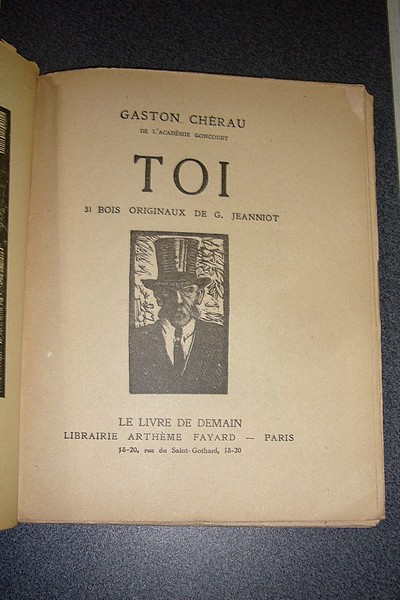 GASTON CHÉRAU
DE L'ACADÉMIE GONCOURT
TOI
31 BOIS ORIGINAUX DE G. JEANNIOT
LE LIVRE DE DEMAIN
LIBRAIRIE ARTHÈME FAYARD — PARIS
18-20, rue du Saint-Gothard, 18-20